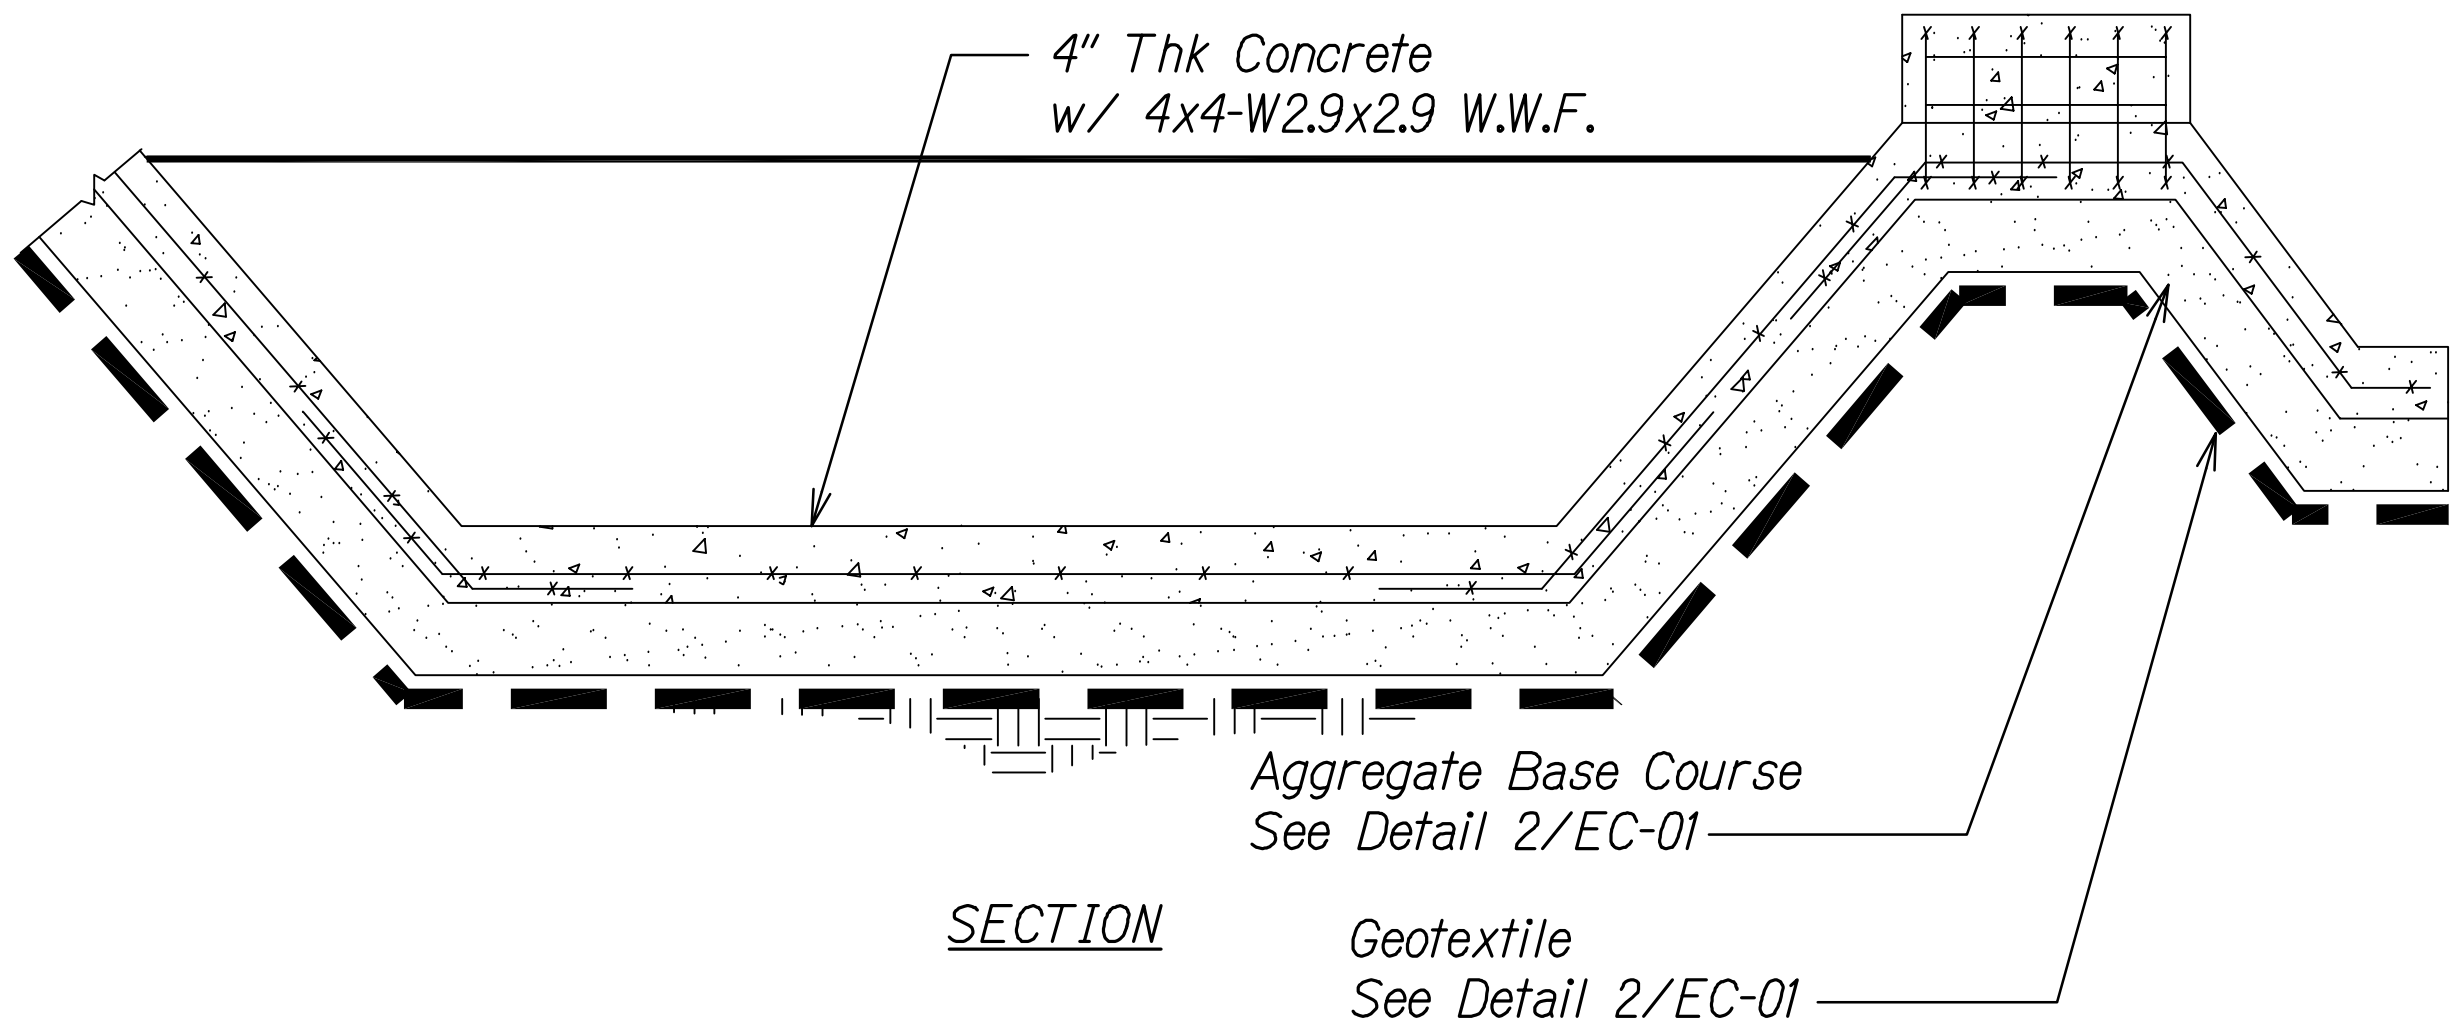 4" Thk Concrete
w/ 4x4-W2.9x2.9 W.W.F.
Aggregate Base Course
See Detail 2/EC-01
SECTION
Geotextile
See Detail 2/EC-01